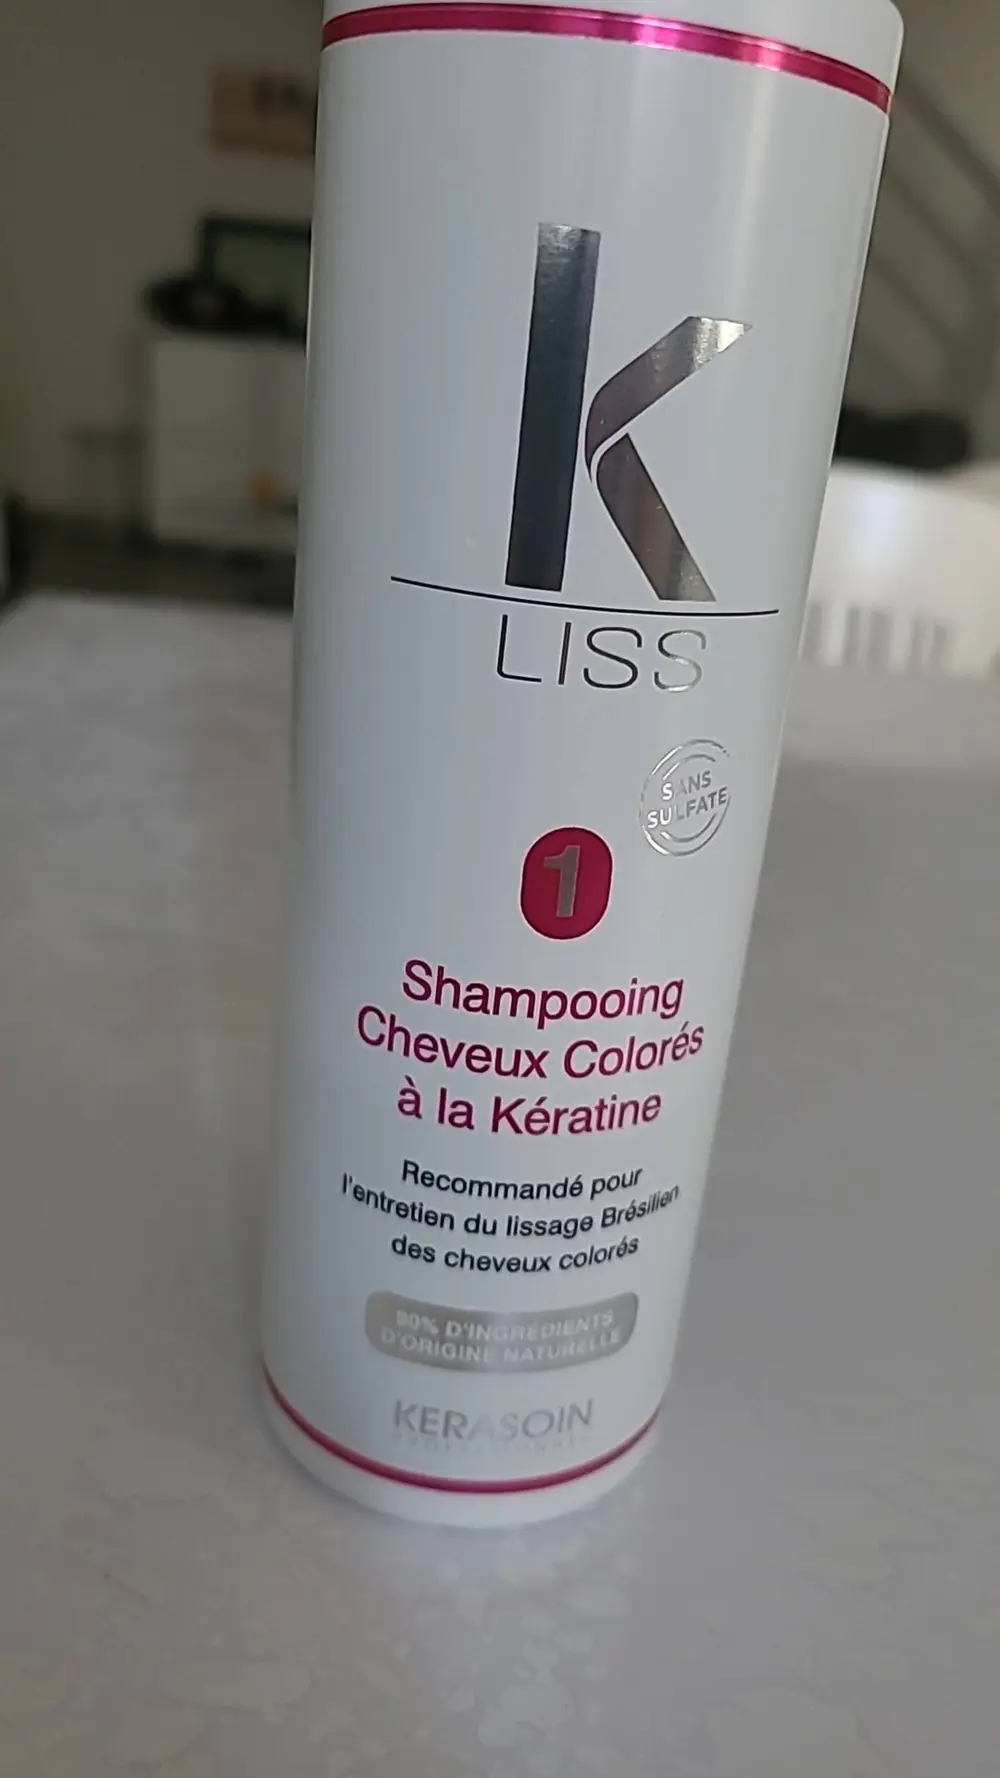 K
LISS
SANS
SULFATE
1
Shampooing
Cheveux Colorés
à la Kératine
Recommandé pour
l'entretien du lissage Brésilien
des cheveux colorés
90% D'INGRÉDIENTS
D'ORIGINE NATURELLE
KERASOIN